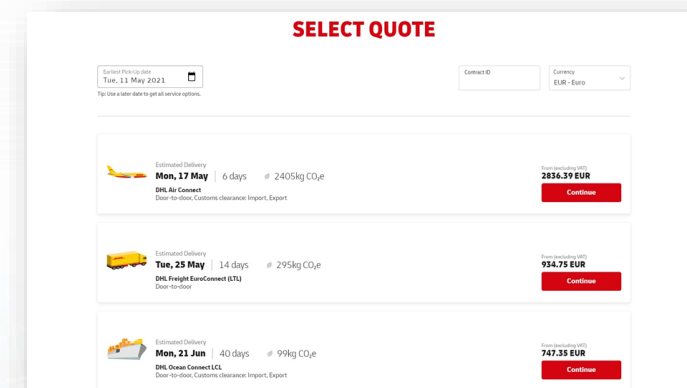 SELECT QUOTE
Earliest Pick-Up date
Tue, 11 May 2021
Tip: Use a later date to get all service options.
Contract ID
Currency
EUR - Euro
Estimated Delivery
Mon, 17 May | 6 days 2405kg CO₂e
DHL Air Connect
Door-to-door, Customs clearance: Import, Export
From (excluding VAT)
2836.39 EUR
Continue
Estimated Delivery
Tue, 25 May | 14 days 295kg CO₂e
DHL Freight EuroConnect (LTL)
Door-to-door
From (excluding VAT)
934.75 EUR
Continue
Estimated Delivery
Mon, 21 Jun | 40 days 99kg CO₂e
DHL Ocean Connect LCL
Door-to-door, Customs clearance: Import, Export
From (excluding VAT)
747.35 EUR
Continue